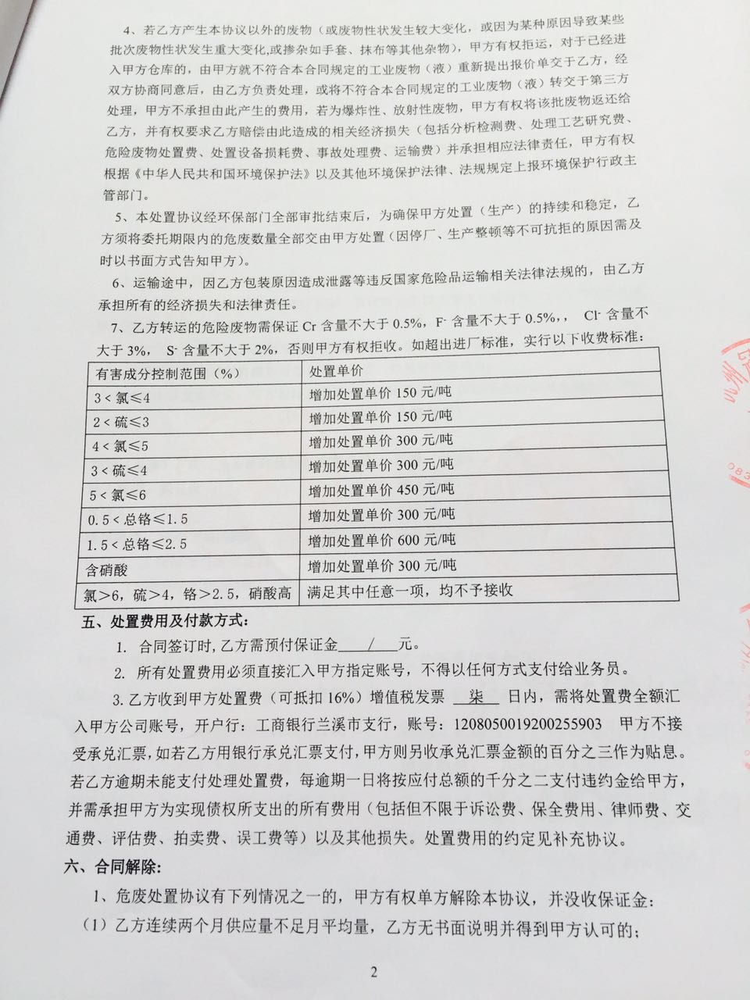 4、若乙方产生本协议以外的废物（或废物性状发生较大变化，或因为某种原因导致某些
批次废物性状发生重大变化,或掺杂如手套、抹布等其他杂物），甲方有权拒运，对于已经进
入甲方仓库的，由甲方就不符合本合同规定的工业废物（液）重新提出报价单交于乙方，经
双方协商同意后，由乙方负责处理，或将不符合本合同规定的工业废物（液）转交于第三方
处理，甲方不承担由此产生的费用，若为爆炸性、放射性废物，甲方有权将该批废物返还给
乙方，并有权要求乙方赔偿由此造成的相关经济损失（包括分析检测费、处理工艺研究费、
危险废物处置费、处置设备损耗费、事故处理费、运输费）并承担相应法律责任，甲方有权
根据《中华人民共和国环境保护法》以及其他环境保护法律、法规规定上报环境保护行政主
管部门。
5、本处置协议经环保部门全部审批结束后，为确保甲方处置（生产）的持续和稳定，乙
方须将委托期限内的危废数量全部交由甲方处置（因停厂、生产整顿等不可抗拒的原因需及
时以书面方式告知甲方）。
6、运输途中，因乙方包装原因造成泄露等违反国家危险品运输相关法律法规的，由乙方
承担所有的经济损失和法律责任。
7、乙方转运的危险废物需保证 Cr 含量不大于 0.5%，F- 含量不大于 0.5%，， Cl- 含量不
大于 3%， S- 含量不大于 2%，否则甲方有权拒收。如超出进厂标准，实行以下收费标准：
有害成分控制范围（%） 处置单价
3＜氯≤4 增加处置单价 150 元/吨
2＜硫≤3 增加处置单价 150 元/吨
4＜氯≤5 增加处置单价 300 元/吨
3＜硫≤4 增加处置单价 300 元/吨
5＜氯≤6 增加处置单价 450 元/吨
0.5＜总铬≤1.5 增加处置单价 300 元/吨
1.5＜总铬≤2.5 增加处置单价 600 元/吨
含硝酸 增加处置单价 300 元/吨
氯＞6，硫＞4，铬＞2.5，硝酸高 满足其中任意一项，均不予接收
五、处置费用及付款方式：
1. 合同签订时,乙方需预付保证金 / 元。
2. 所有处置费用必须直接汇入甲方指定账号，不得以任何方式支付给业务员。
3.乙方收到甲方处置费（可抵扣 16%）增值税发票 柒 日内，需将处置费全额汇
入甲方公司账号，开户行：工商银行兰溪市支行，账号：1208050019200255903 甲方不接
受承兑汇票,如若乙方用银行承兑汇票支付,甲方则另收承兑汇票金额的百分之三作为贴息。
若乙方逾期未能支付处理处置费，每逾期一日将按应付总额的千分之二支付违约金给甲方，
并需承担甲方为实现债权所支出的所有费用（包括但不限于诉讼费、保全费用、律师费、交
通费、评估费、拍卖费、误工费等）以及其他损失。处置费用的约定见补充协议。
六、合同解除:
1、危废处置协议有下列情况之一的，甲方有权单方解除本协议，并没收保证金：
（1）乙方连续两个月供应量不足月平均量，乙方无书面说明并得到甲方认可的；
2